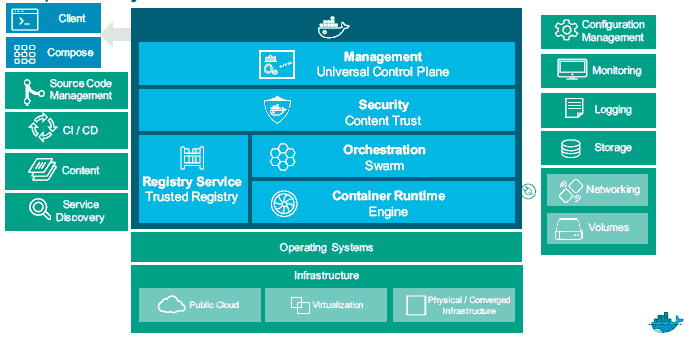 Client
Compose
Source Code
Management
CI / CD
Content
Service
Discovery
Management
Universal Control Plane
Security
Content Trust
Registry Service
Trusted Registry
Orchestration
Swarm
Container Runtime
Engine
Operating Systems
Infrastructure
Public Cloud
Virtualization
Physical / Converged
Infrastructure
Configuration
Management
Monitoring
Logging
Storage
Networking
Volumes